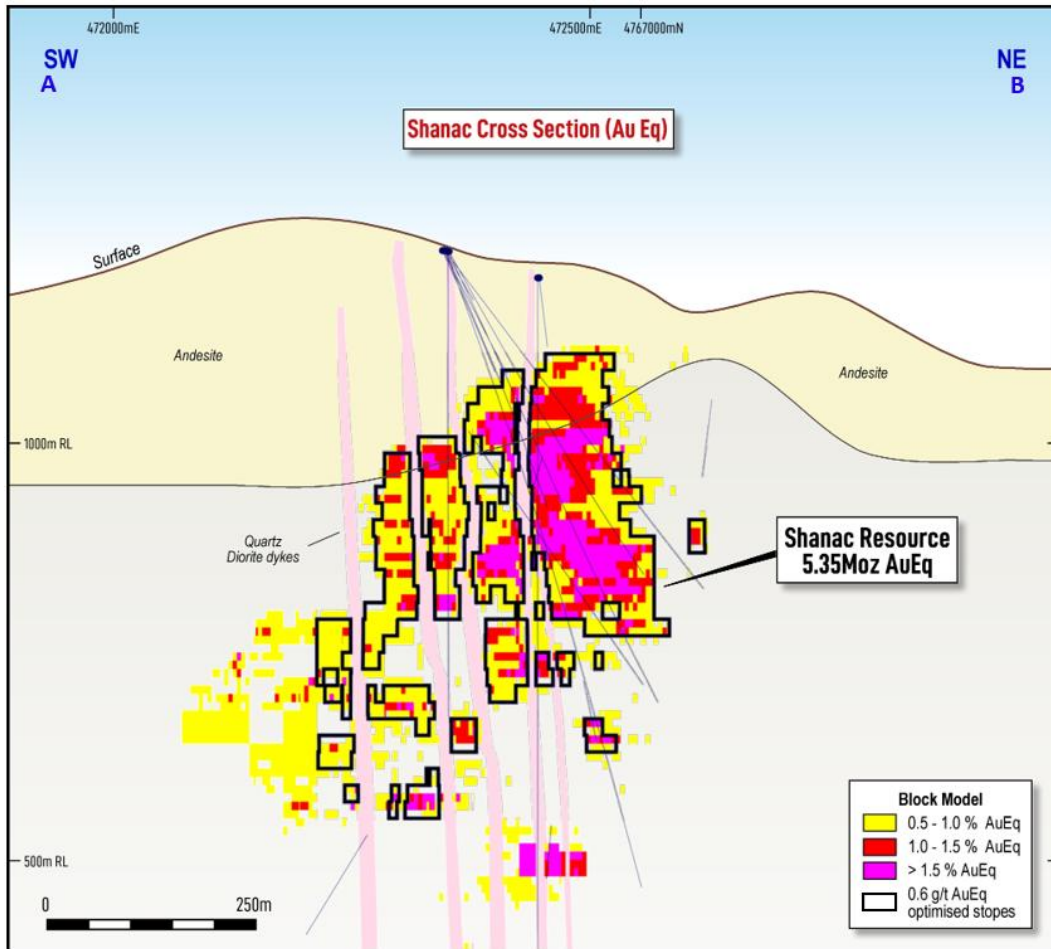 472000mE
472500mE
4767000mN
SW
A
NE
B
Shanac Cross Section (Au Eq)
Surface
Andesite
Andesite
1000m RL
Quartz
Diorite dykes
Shanac Resource
5.35Moz AuEq
500m RL
0
250m
Block Model
0.5 - 1.0 % AuEq
1.0 - 1.5 % AuEq
> 1.5 % AuEq
0.6 g/t AuEq
optimised stopes